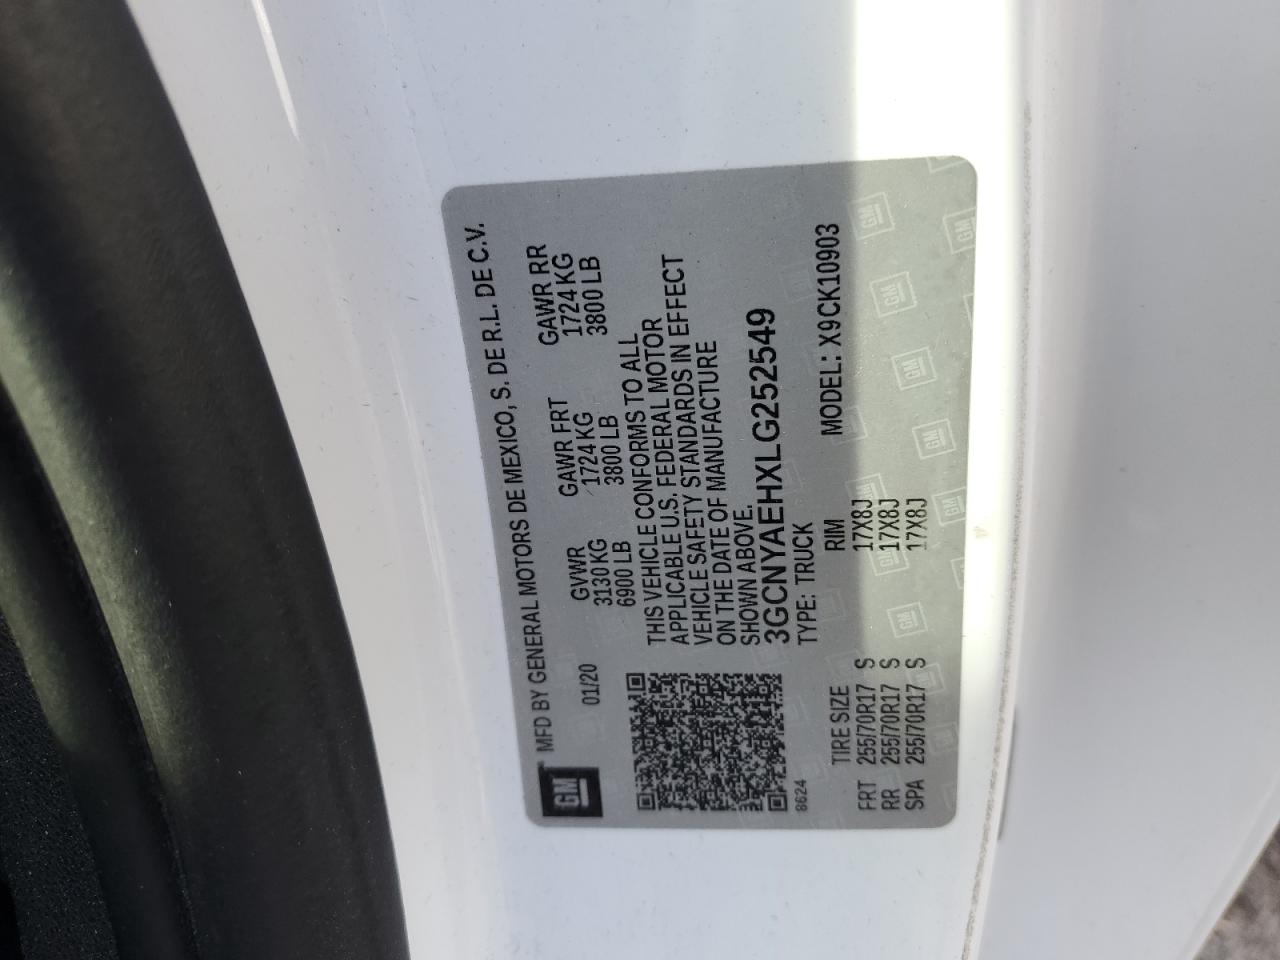 GM
MFD BY GENERAL MOTORS DE MEXICO, S. DE R.L. DE C.V.
01/20
GVWR GAWR FRT GAWR RR
3130 KG 1724 KG 1724 KG
6900 LB 3800 LB 3800 LB
THIS VEHICLE CONFORMS TO ALL
APPLICABLE U.S. FEDERAL MOTOR
VEHICLE SAFETY STANDARDS IN EFFECT
ON THE DATE OF MANUFACTURE
SHOWN ABOVE.
3GCNYAEHXLG252549
8624
TYPE: TRUCK
MODEL: X9CK10903
TIRE SIZE RIM
FRT 255/70R17 S 17X8J
RR 255/70R17 S 17X8J
SPA 255/70R17 S 17X8J